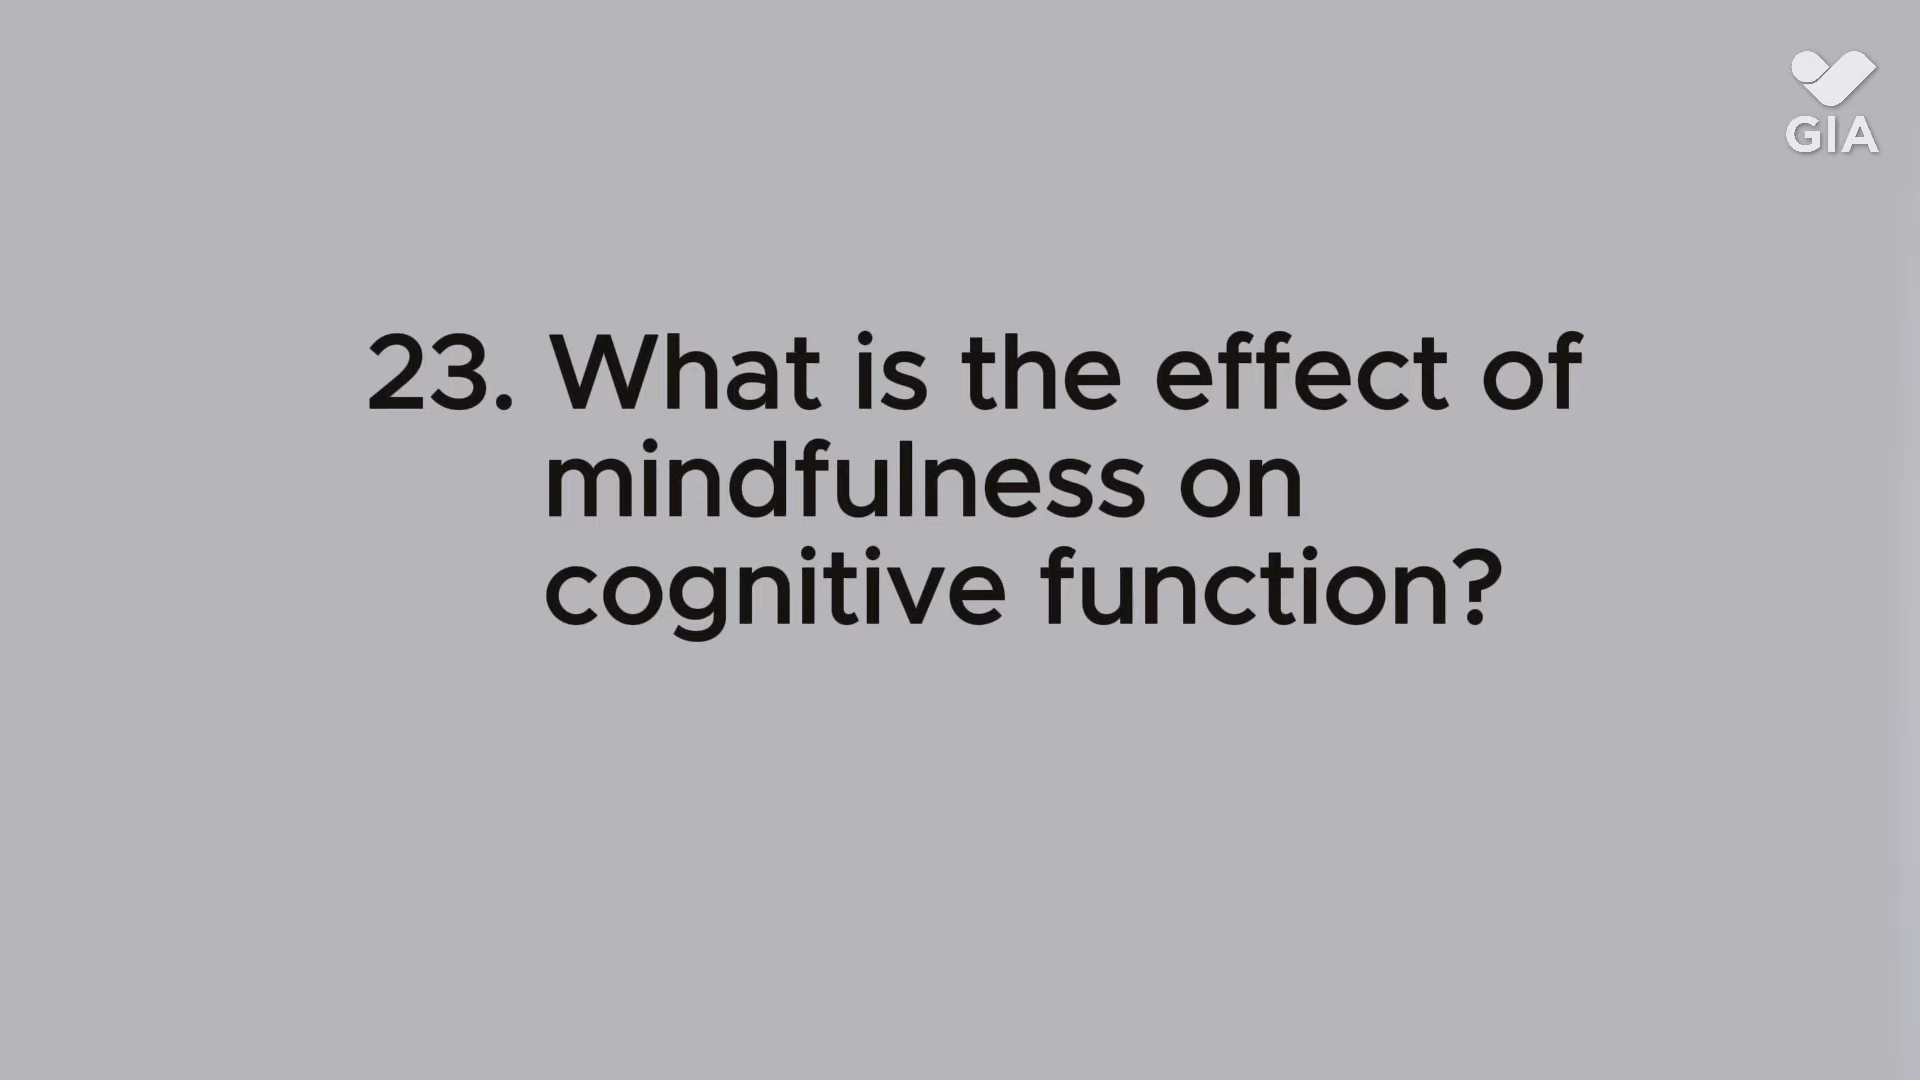 GIA
23. What is the effect of
mindfulness on
cognitive function?